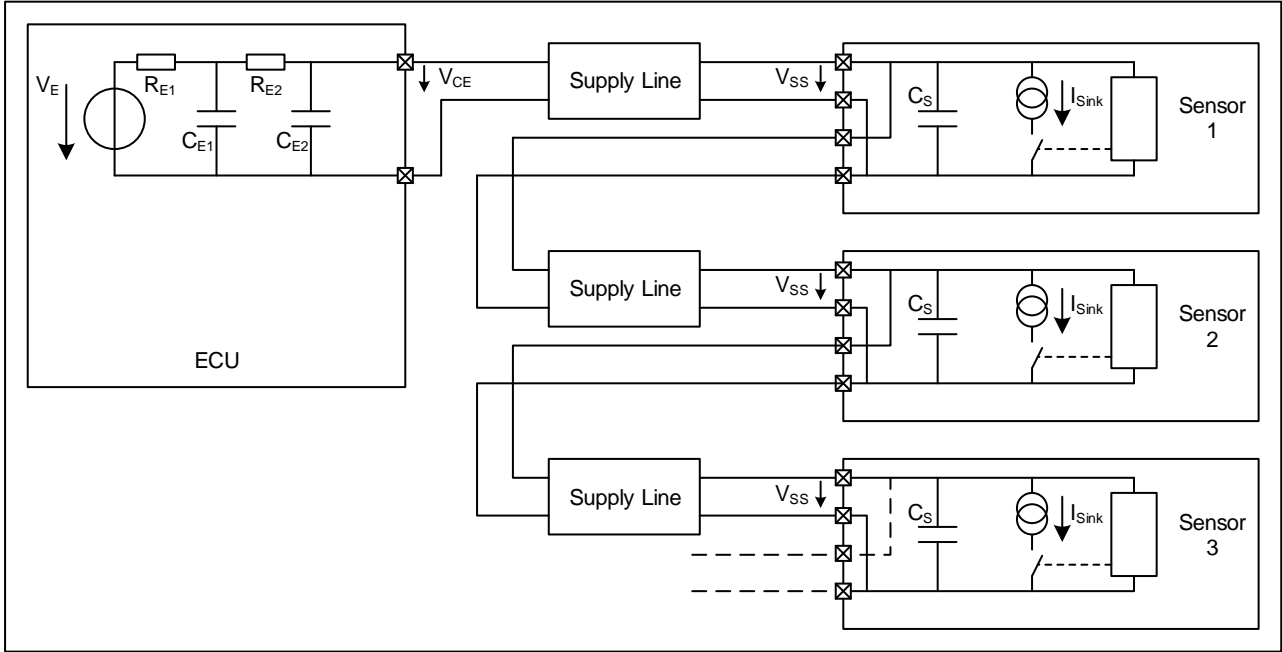 V_E
R_E1
R_E2
C_E1
C_E2
V_CE
ECU
Supply Line
V_SS
C_S
I_Sink
Sensor
1
Supply Line
V_SS
C_S
I_Sink
Sensor
2
Supply Line
V_SS
C_S
I_Sink
Sensor
3